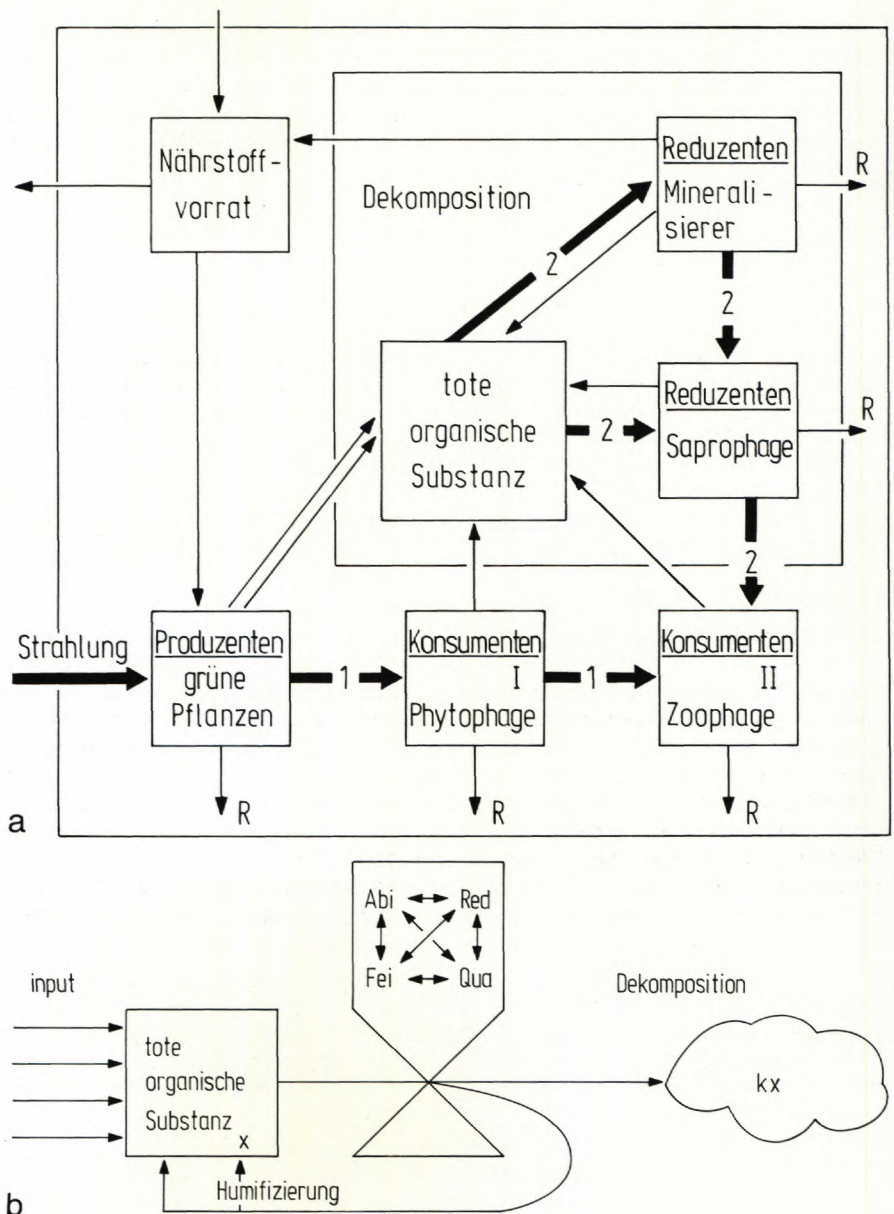 Nährstoff-
vorrat
Dekomposition
Reduzenten
Minerali-
sierer
R
2
2
tote
organische
Substanz
2
Reduzenten
Saprophage
R
2
Strahlung
Produzenten
grüne
Pflanzen
1
Konsumenten
I
Phytophage
1
Konsumenten
II
Zoophage
R
R
R
a
Abi Red
Fei Qua
input
Dekomposition
tote
organische
Substanz
x
kx
Humifizierung
b